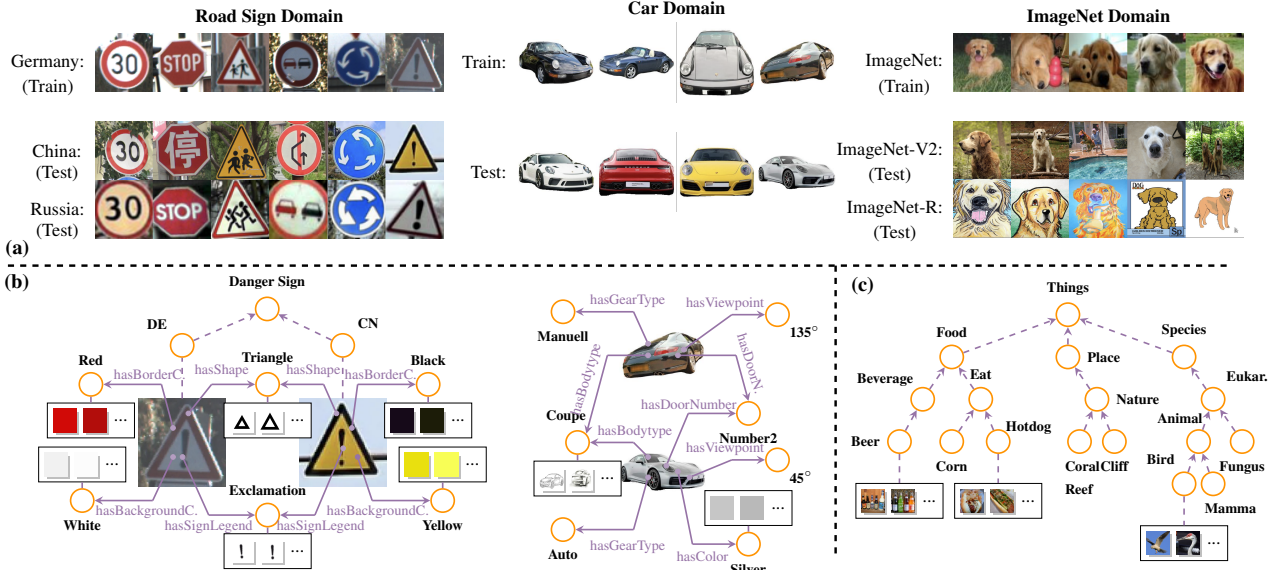 Road Sign Domain
Car Domain
ImageNet Domain
Germany:
(Train)
30
STOP
Train:
ImageNet:
(Train)
China:
(Test)
30
停
Test:
ImageNet-V2:
(Test)
Russia:
(Test)
30
STOP
ImageNet-R:
(Test)
DOG
Sp
(a)
(b)
Danger Sign
DE
CN
Red
Triangle
Black
hasBorderC
hasShape
hasShape
hasBorderC.
...
...
...
...
...
Exclamation
White
hasBackgroundC.
hasBackgroundC.
Yellow
hasSignLegend
hasSignLegend
! ! ...
hasGearType
hasViewpoint
Manuell
135°
hasBodytype
hasDoorN.
Coupe
hasDoorNumber
hasBodytype
Number2
hasViewpoint
45°
...
...
Auto
hasGearType
hasColor
Silver
(c)
Things
Food
Place
Species
Beverage
Eat
Nature
Eukar.
Animal
Beer
Corn
Hotdog
Coral
Cliff
Reef
Bird
Fungus
Mamma
...
...
...